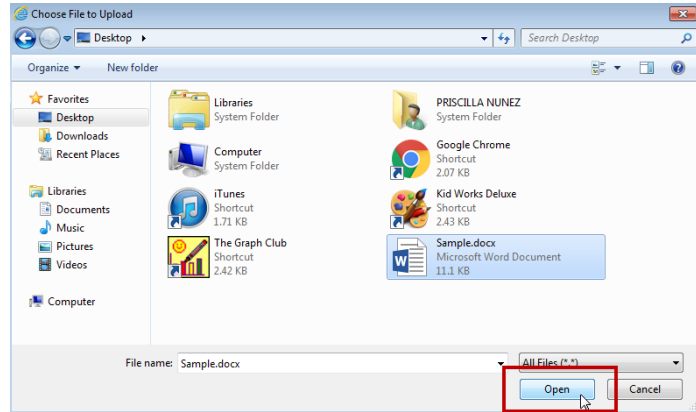 Choose File to Upload
Desktop
Search Desktop
Organize
New folder
Favorites
Desktop
Downloads
Recent Places
Libraries
Documents
Music
Pictures
Videos
Computer
Libraries
System Folder
PRISCILLA NUNEZ
System Folder
Computer
System Folder
Google Chrome
Shortcut
2.07 KB
iTunes
Shortcut
1.71 KB
Kid Works Deluxe
Shortcut
2.43 KB
The Graph Club
Shortcut
2.42 KB
Sample.docx
Microsoft Word Document
11.1 KB
File name: Sample.docx
All Files (*.*)
Open
Cancel